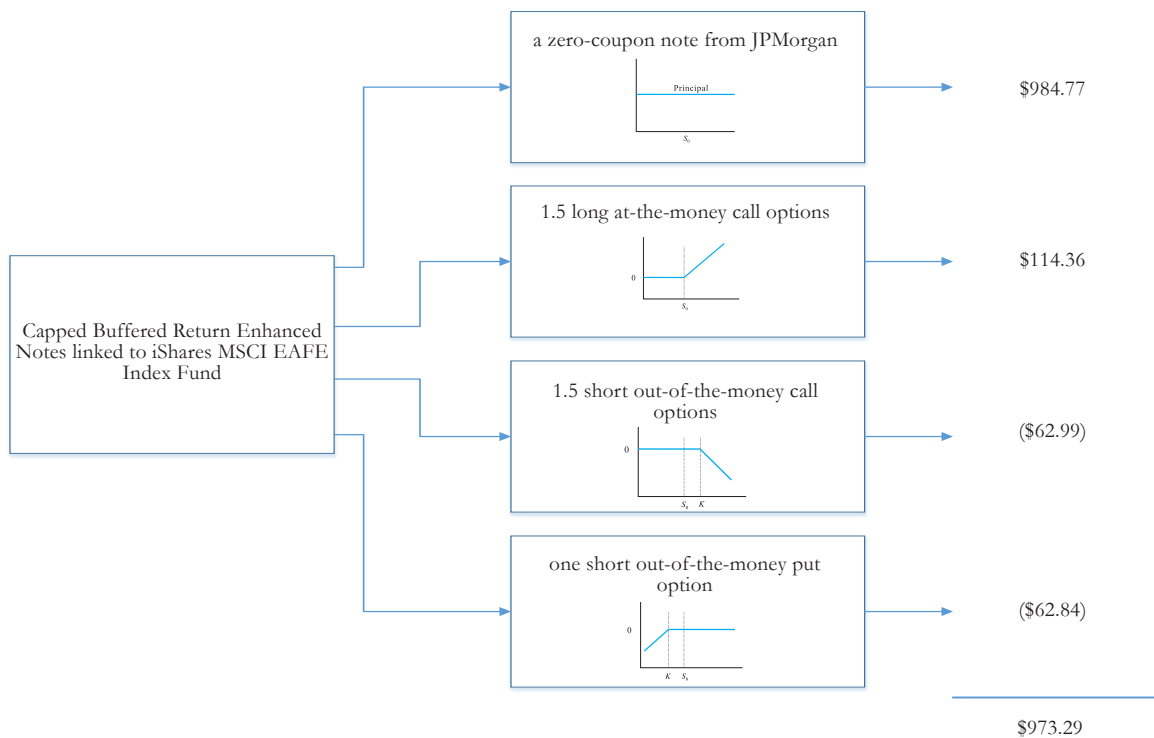 a zero-coupon note from JPMorgan
Principal
S₀
$984.77
1.5 long at-the-money call options
0
S₀
$114.36
Capped Buffered Return Enhanced
Notes linked to iShares MSCI EAFE
Index Fund
1.5 short out-of-the-money call
options
0
S₀ K
($62.99)
one short out-of-the-money put
option
0
K S₀
($62.84)
$973.29